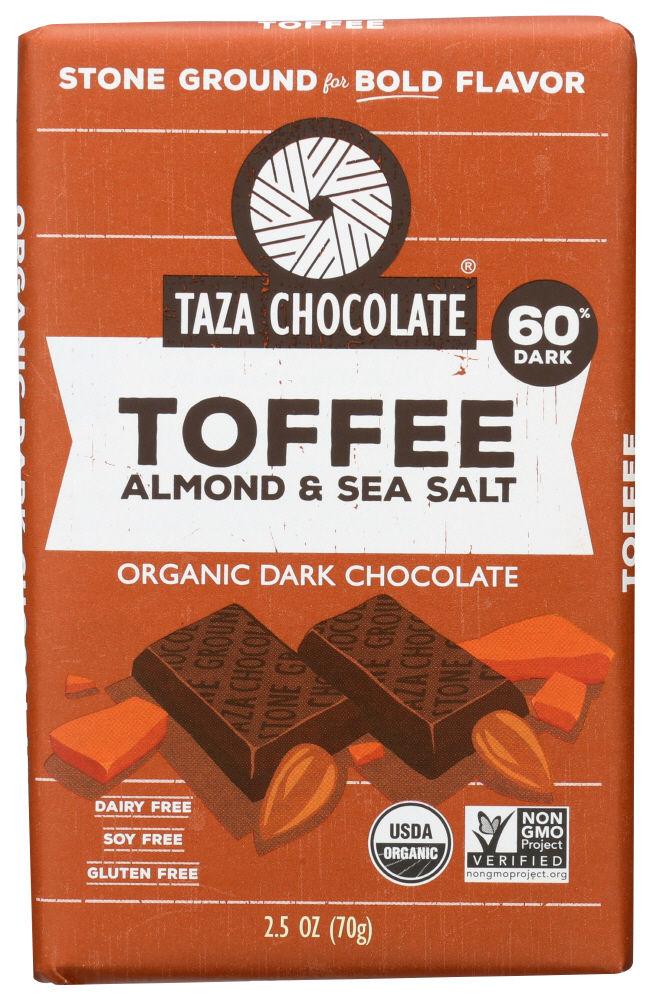 TOFFEE
STONE GROUND for BOLD FLAVOR
TAZA CHOCOLATE®
60%
DARK
TOFFEE
ALMOND & SEA SALT
ORGANIC DARK CHOCOLATE
TOFFEE
DAIRY FREE
SOY FREE
GLUTEN FREE
USDA
ORGANIC
NON
GMO
Project
VERIFIED
nongmoproject.org
2.5 OZ (70g)